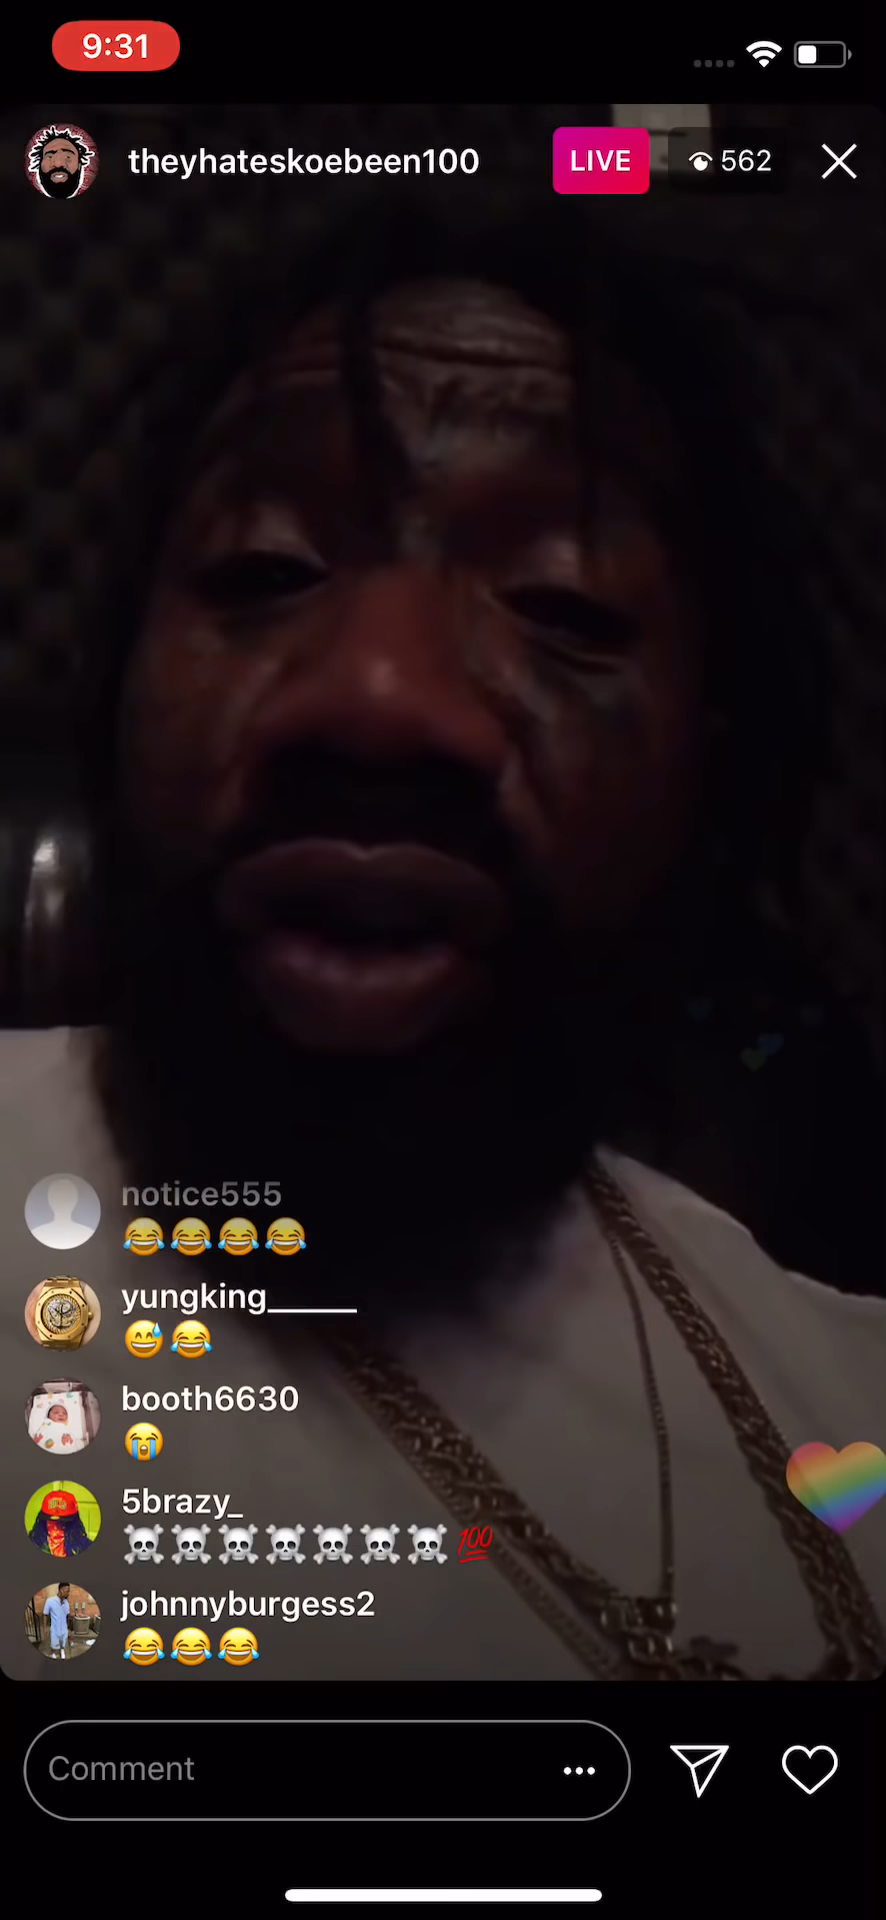 9:31
theyhateskoebeen100
LIVE
562
notice555
😂😂😂😂
yungking_____
😅😂
booth6630
😭
5brazy_
☠️☠️☠️☠️☠️☠️☠️💯
johnnyburgess2
😂😂😂
Comment